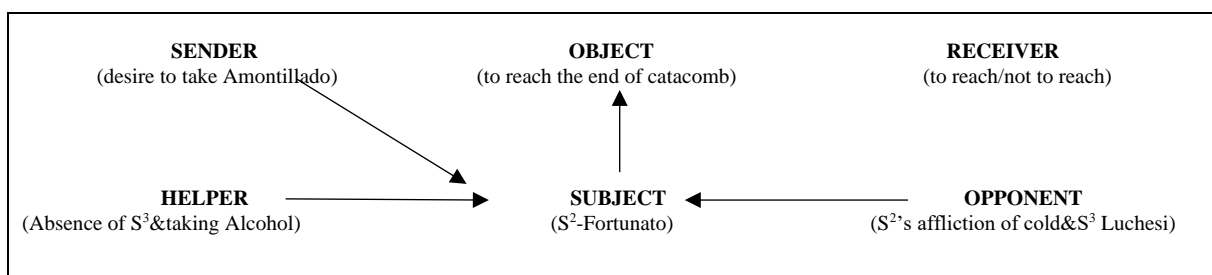 SENDER OBJECT RECEIVER
(desire to take Amontillado) (to reach the end of catacomb) (to reach/not to reach)
HELPER SUBJECT OPPONENT
(Absence of S³&taking Alcohol) (S²-Fortunato) (S²’s affliction of cold&S³ Luchesi)